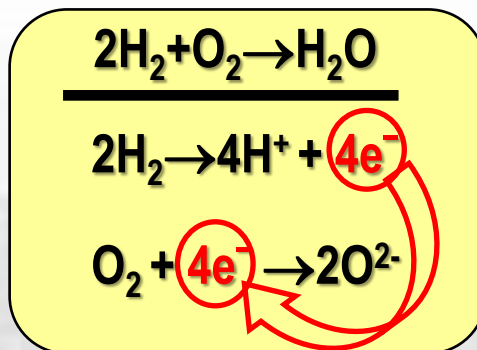 2H₂+O₂→H₂O
2H₂→4H⁺ + 4e⁻
O₂ + 4e⁻ →2O²⁻